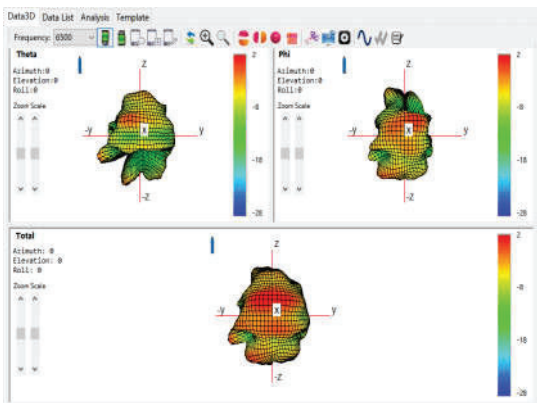 Data3D Data List Analysis Template
Frequency: 6500
Theta
Azimuth:0
Elevation:0
Roll:0
Zoom Scale
z
-y
x
y
-z
2
-8
-18
-28
Phi
Azimuth:0
Elevation:0
Roll:0
Zoom Scale
z
-y
x
y
-z
2
-8
-18
-28
Total
Azimuth: 0
Elevation: 0
Roll: 0
Zoom Scale
z
-y
x
y
-z
2
-8
-18
-28